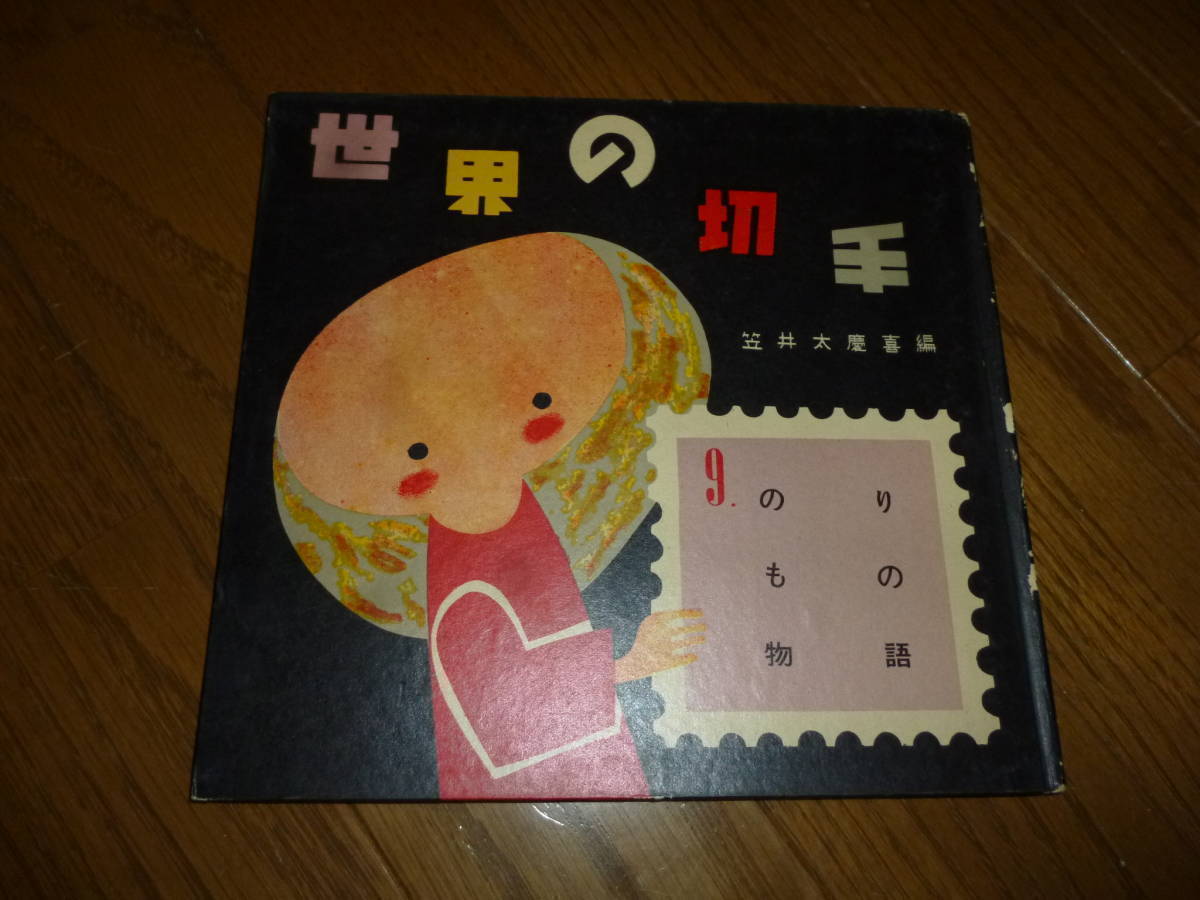 世界の切手
笠井太慶喜編
9. のり
もの
物語